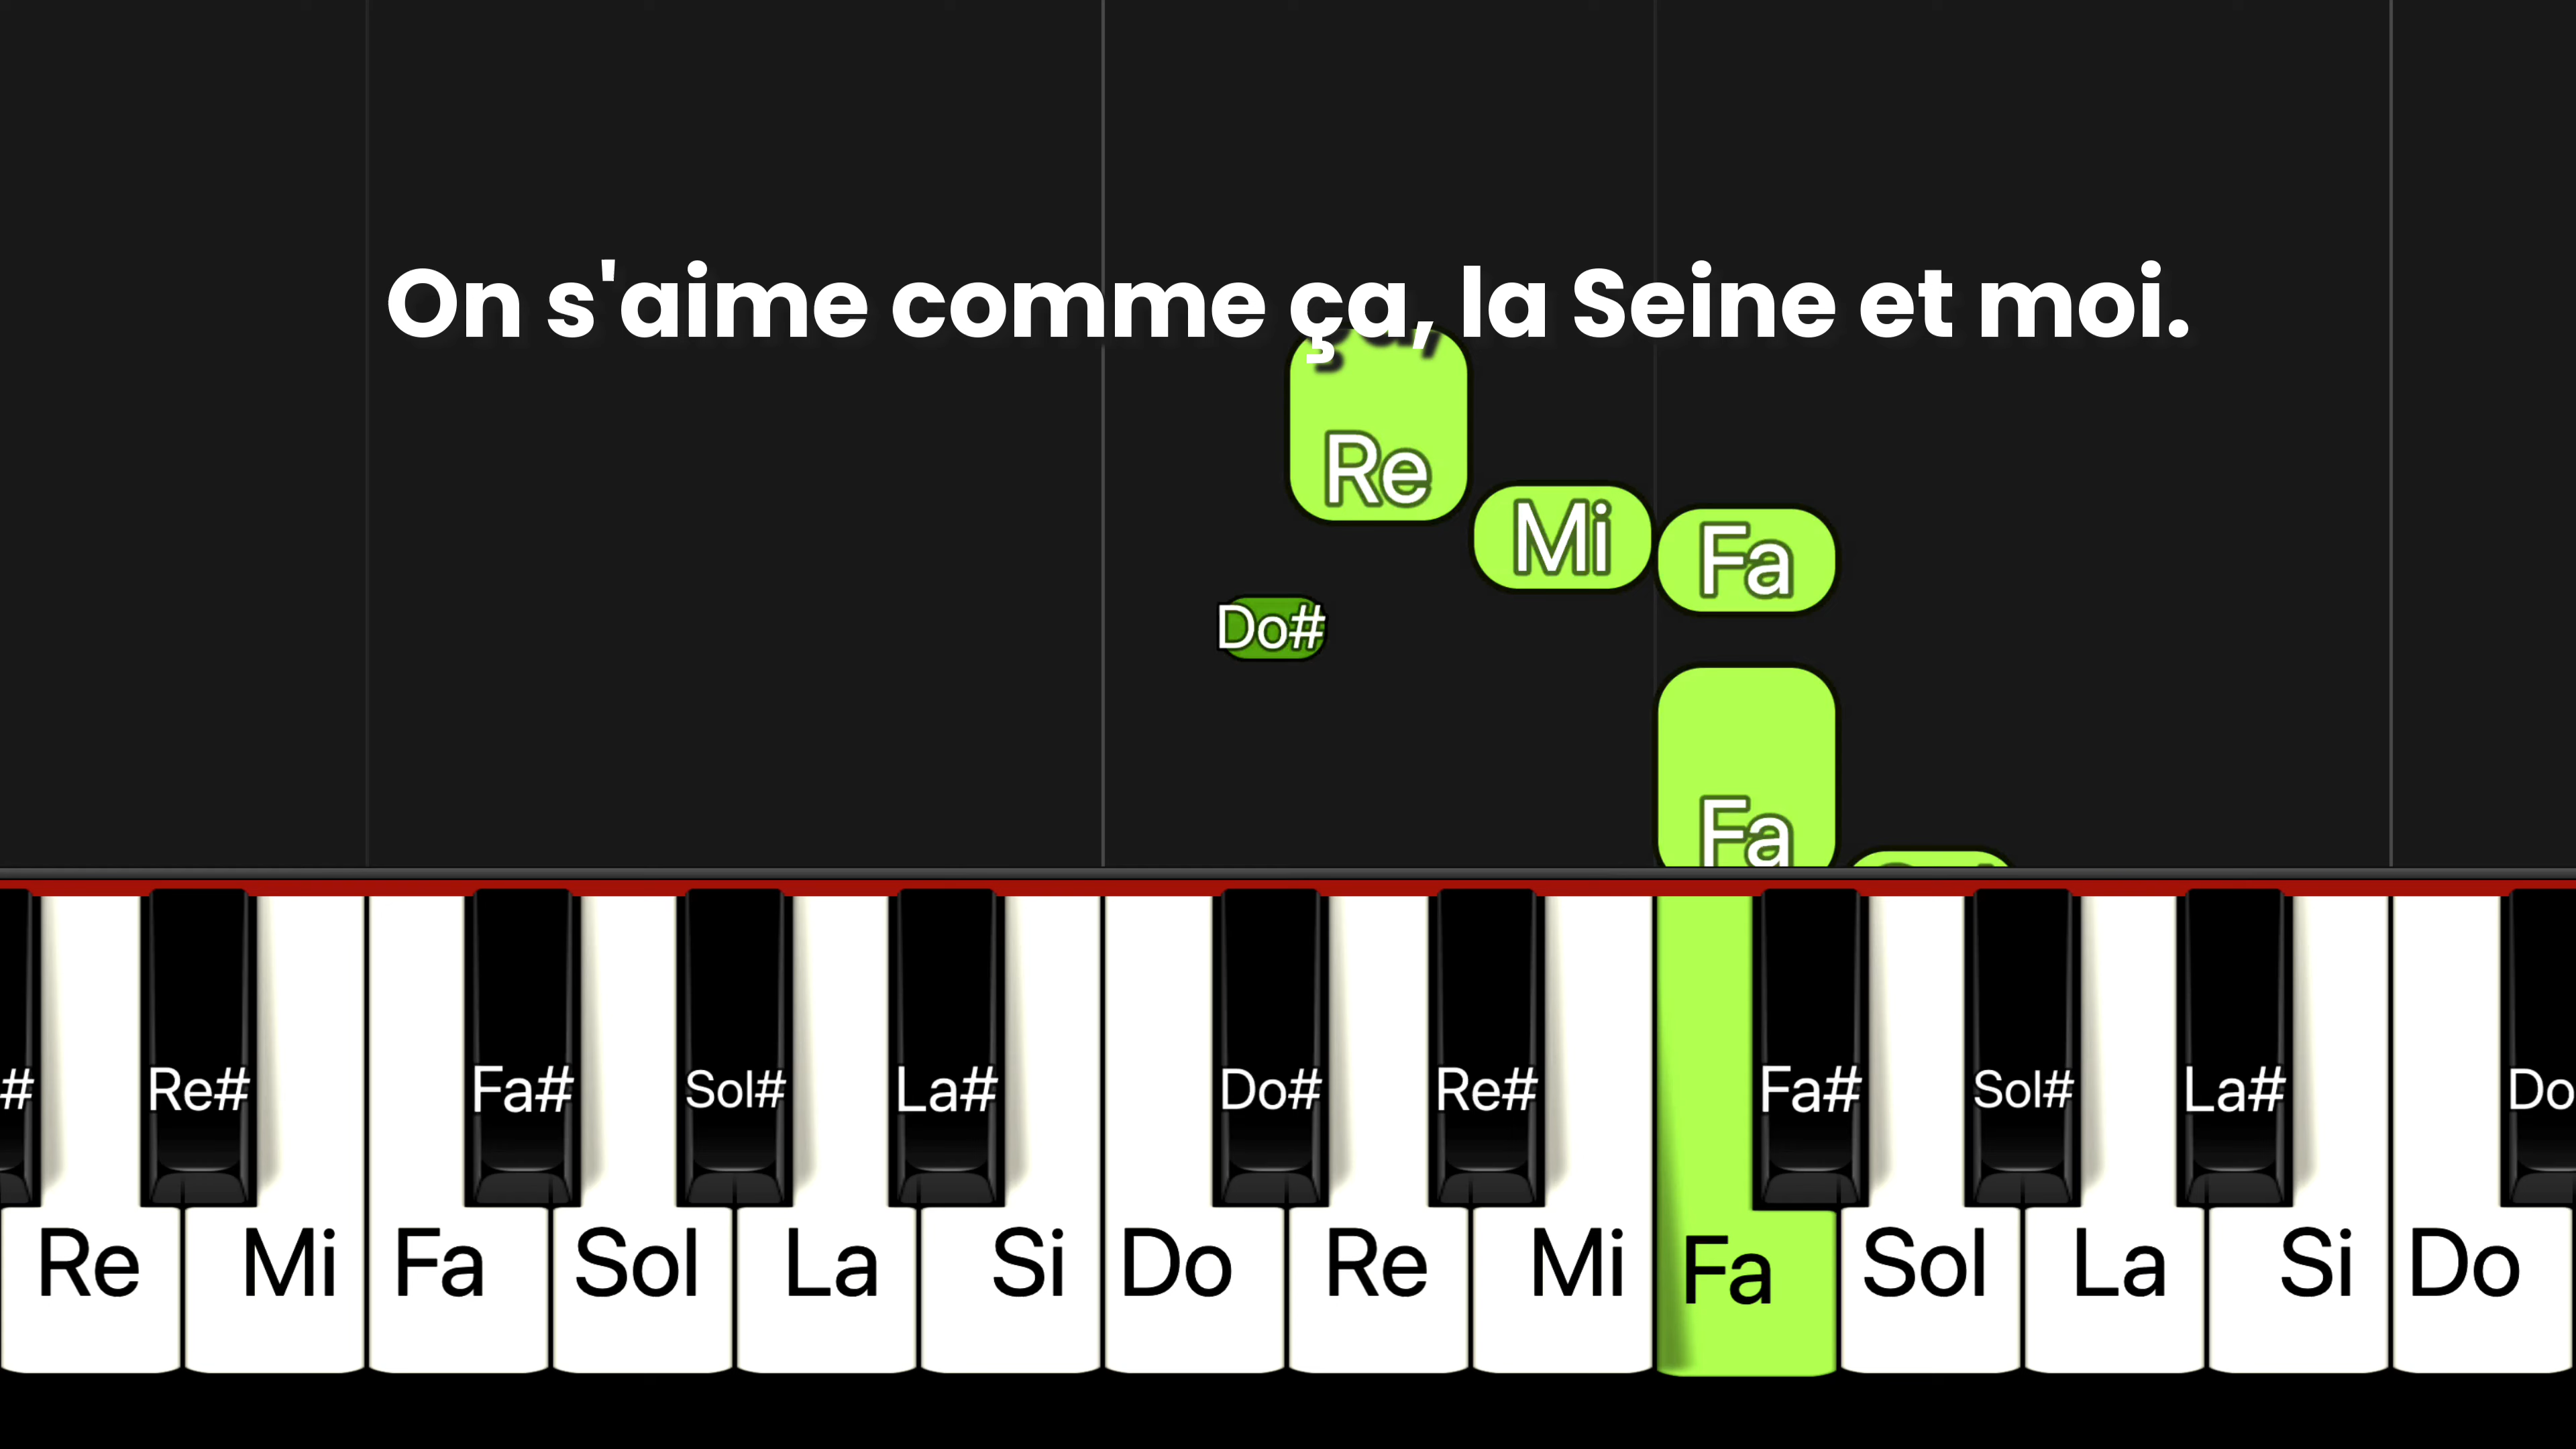 On s'aime comme ça, la Seine et moi.
Re
Mi
Fa
Do#
Fa
# Re# Fa# Sol# La# Do# Re# Fa# Sol# La# Do
Re Mi Fa Sol La Si Do Re Mi Fa Sol La Si Do